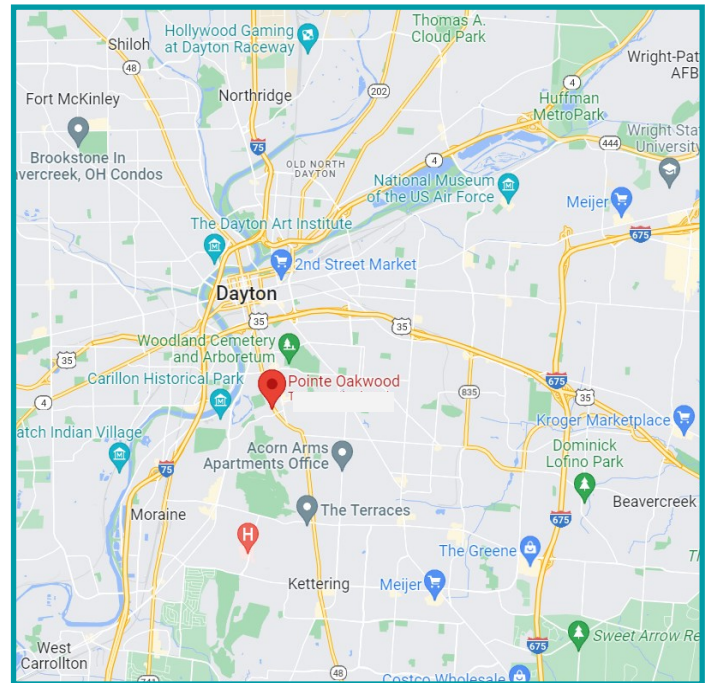 Hollywood Gaming
at Dayton Raceway
Thomas A.
Cloud Park
Shiloh
48
Wright-Pat
AFB
4
202
Fort McKinley
Northridge
Huffman
MetroPark
75
444
Wright Sta
University
Brookstone In
avercreek, OH Condos
OLD NORTH
DAYTON
4
National Museum
of the US Air Force
Meijer
The Dayton Art Institute
675
2nd Street Market
Dayton
35
35
Woodland Cemetery
and Arboretum
35
Carillon Historical Park
Pointe Oakwood
T
675
835
35
4
Kroger Marketplace
atch Indian Village
Acorn Arms
Apartments Office
Dominick
Lofino Park
75
Beavercreek
Moraine
The Terraces
675
H
The Greene
Kettering
Meijer
West
Carrollton
Sweet Arrow Re
675
48
741
Costco Wholesale